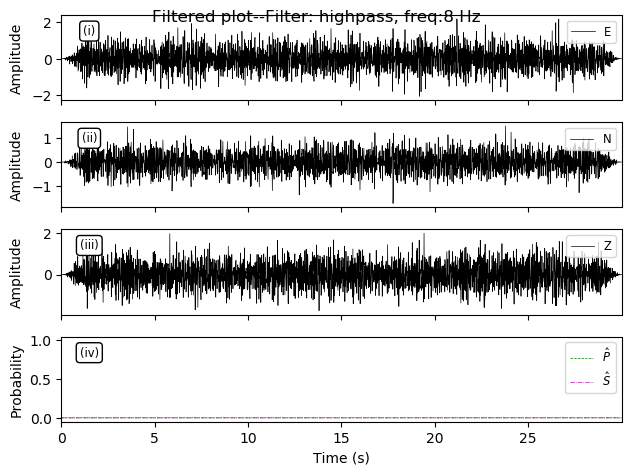 Filtered plot--Filter: highpass, freq:8 Hz
Amplitude
2
0
−2
(i)
E
Amplitude
1
0
−1
(ii)
N
Amplitude
2
0
(iii)
Z
Probability
1.0
0.5
0.0
(iv)
P̂
Ŝ
0 5 10 15 20 25
Time (s)